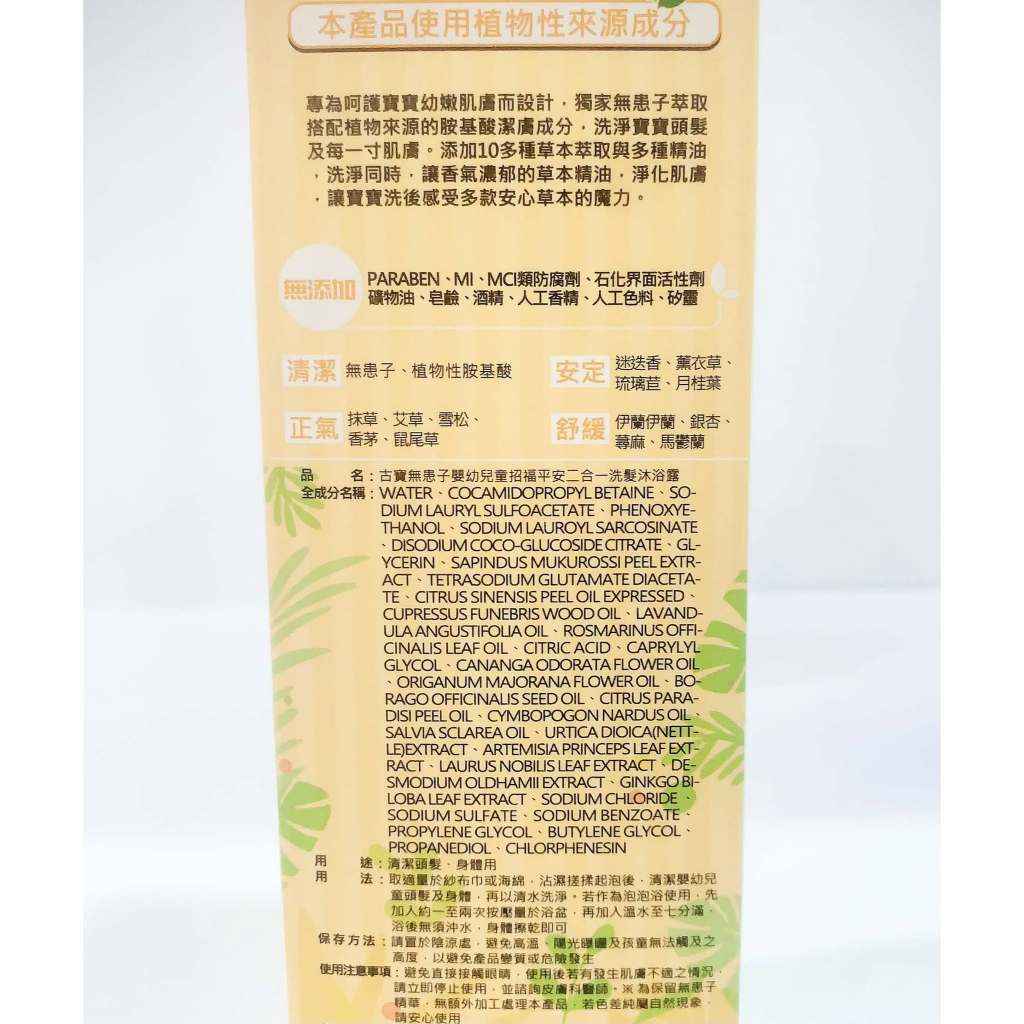 本產品使用植物性來源成分
專為呵護寶寶幼嫩肌膚而設計，獨家無患子萃取
搭配植物來源的胺基酸潔膚成分，洗淨寶寶頭髮
及每一寸肌膚。添加10多種草本萃取與多種精油
，洗淨同時，讓香氣濃郁的草本精油，淨化肌膚
，讓寶寶洗後感受多款安心草本的魔力。
無添加
PARABEN、MI、MCI類防腐劑、石化界面活性劑
礦物油、皂鹼、酒精、人工香精、人工色料、矽靈
清潔 無患子、植物性胺基酸
安定 迷迭香、薰衣草、
琉璃苣、月桂葉
正氣 抹草、艾草、雪松、
香茅、鼠尾草
舒緩 伊蘭伊蘭、銀杏、
蕁麻、馬鬱蘭
品 名：古寶無患子嬰幼兒童招福平安二合一洗髮沐浴露
全成分名稱：WATER、COCAMIDOPROPYL BETAINE、SO-
DIUM LAURYL SULFOACETATE、PHENOXYE-
THANOL、SODIUM LAUROYL SARCOSINATE
、DISODIUM COCO-GLUCOSIDE CITRATE、GL-
YCERIN、SAPINDUS MUKUROSSI PEEL EXTR-
ACT、TETRASODIUM GLUTAMATE DIACETA-
TE、CITRUS SINENSIS PEEL OIL EXPRESSED、
CUPRESSUS FUNEBRIS WOOD OIL、LAVAND-
ULA ANGUSTIFOLIA OIL、ROSMARINUS OFFI-
CINALIS LEAF OIL、CITRIC ACID、CAPRYLYL
GLYCOL、CANANGA ODORATA FLOWER OIL
、ORIGANUM MAJORANA FLOWER OIL、BO-
RAGO OFFICINALIS SEED OIL、CITRUS PARA-
DISI PEEL OIL、CYMBOPOGON NARDUS OIL、
SALVIA SCLAREA OIL、URTICA DIOICA(NETT-
LE)EXTRACT、ARTEMISIA PRINCEPS LEAF EXT-
RACT、LAURUS NOBILIS LEAF EXTRACT、DE-
SMODIUM OLDHAMII EXTRACT、GINKGO BI-
LOBA LEAF EXTRACT、SODIUM CHLORIDE、
SODIUM SULFATE、SODIUM BENZOATE、
PROPYLENE GLYCOL、BUTYLENE GLYCOL、
PROPANEDIOL、CHLORPHENESIN
用 途：清潔頭髮、身體用
用 法：取適量於紗布巾或海綿，沾濕搓揉起泡後，清潔嬰幼兒
童頭髮及身體，再以清水洗淨。若作為泡泡浴使用，先
加入約一至兩次按壓量於浴盆，再加入溫水至七分滿，
浴後無須沖水，身體擦乾即可
保存方法：請置於陰涼處，避免高溫、陽光曝曬及孩童無法觸及之
高度，以避免產品變質或危險發生
使用注意事項：避免直接接觸眼睛，使用後若有發生肌膚不適之情況，
請立即停止使用，並諮詢皮膚科醫師。※為保留無患子
精華，無額外加工處理本產品，若色差純屬自然現象，
請安心使用